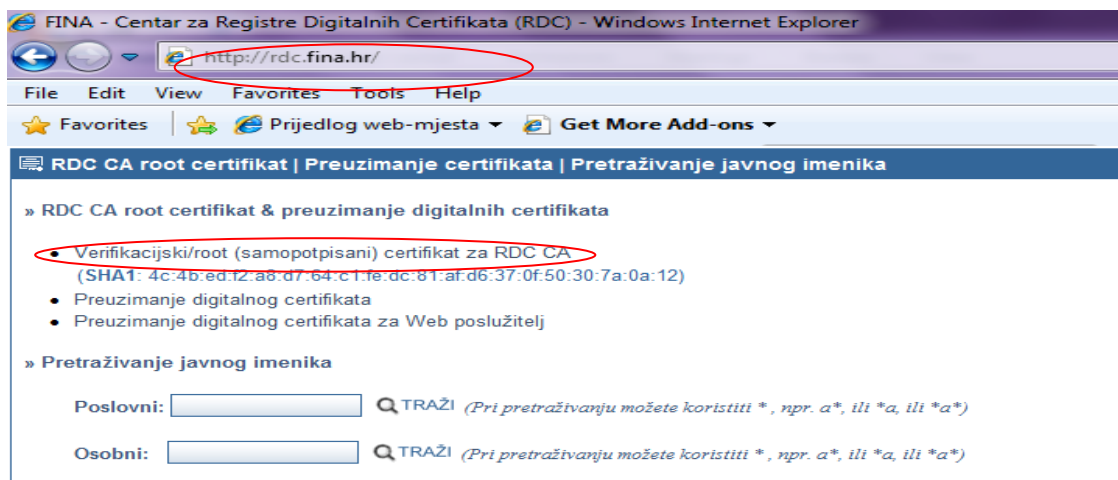 FINA - Centar za Registre Digitalnih Certifikata (RDC) - Windows Internet Explorer
http://rdc.fina.hr/
File Edit View Favorites Tools Help
Favorites Prijedlog web-mjesta Get More Add-ons
RDC CA root certifikat | Preuzimanje certifikata | Pretraživanje javnog imenika
» RDC CA root certifikat & preuzimanje digitalnih certifikata
• Verifikacijski/root (samopotpisani) certifikat za RDC CA
(SHA1: 4c:4b:ed:f2:a8:d7:64:c1:fe:dc:81:af:d6:37:0f:50:30:7a:0a:12)
• Preuzimanje digitalnog certifikata
• Preuzimanje digitalnog certifikata za Web poslužitelj
» Pretraživanje javnog imenika
Poslovni: TRAŽI (Pri pretraživanju možete koristiti * , npr. a*, ili *a, ili *a*)
Osobni: TRAŽI (Pri pretraživanju možete koristiti * , npr. a*, ili *a, ili *a*)